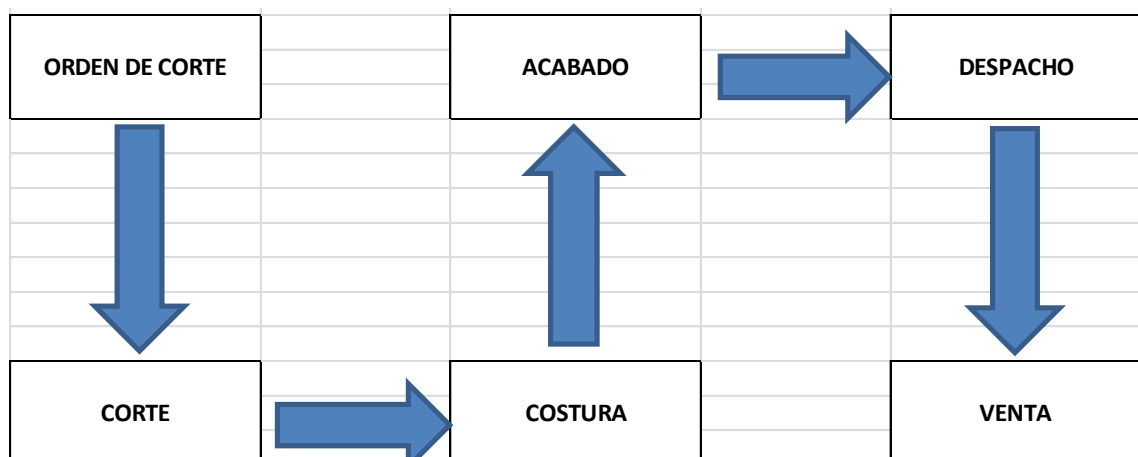 ORDEN DE CORTE
ACABADO
DESPACHO
CORTE
COSTURA
VENTA